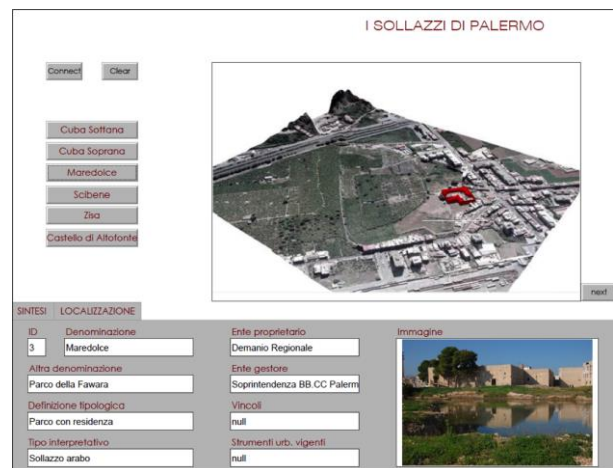 I SOLLAZZI DI PALERMO
Connect Clear
Cuba Sottana
Cuba Soprana
Maredolce
Scibene
Zisa
Castello di Altofonte
next
SINTESI LOCALIZZAZIONE
ID Denominazione Ente proprietario Immagine
3 Maredolce Demanio Regionale
Altra denominazione Ente gestore
Parco della Fawara Soprintendenza BB.CC Palerm
Definizione tipologica Vincoli
Parco con residenza null
Tipo interpretativo Strumenti urb. vigenti
Sollazzo arabo null